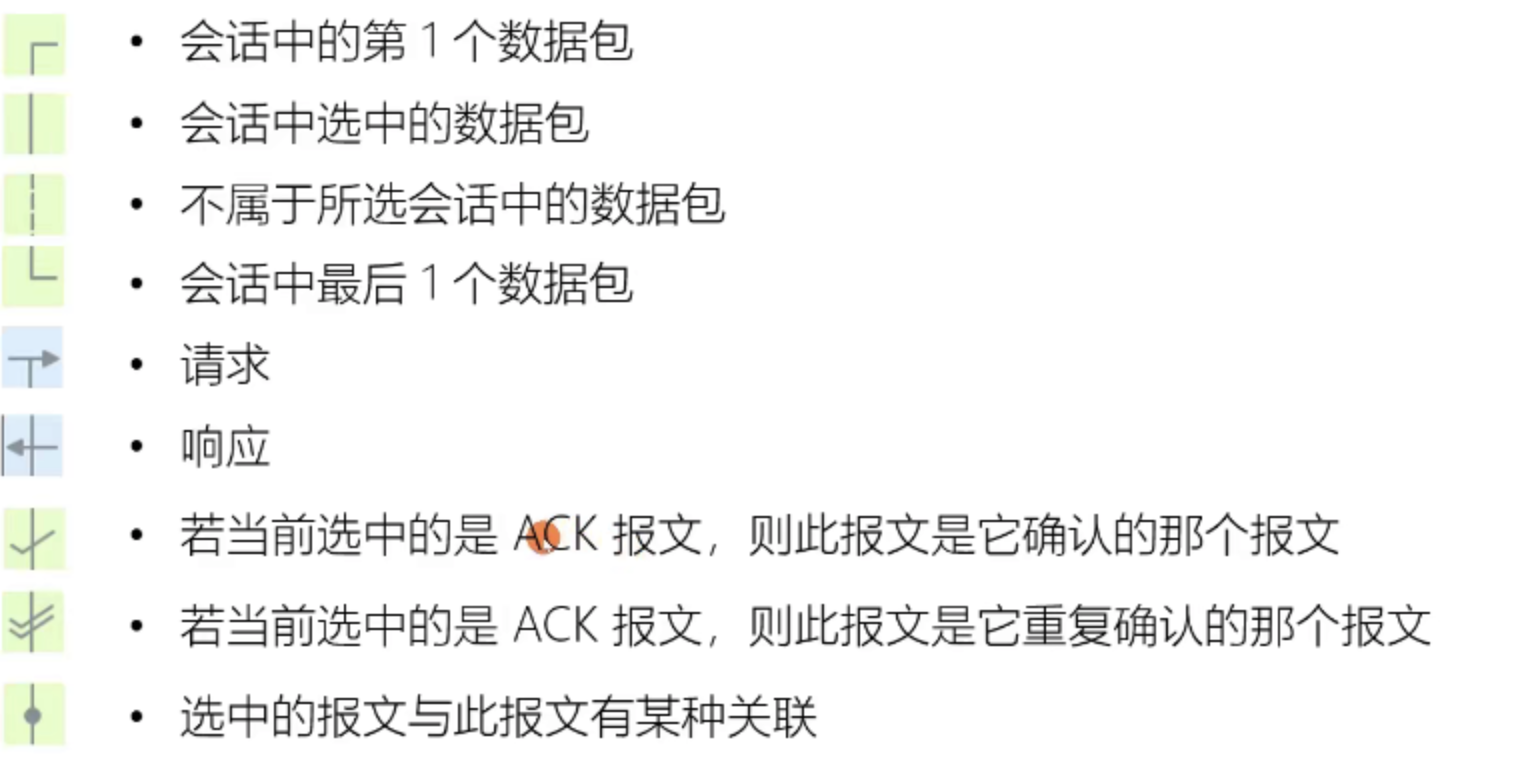 • 会话中的第 1 个数据包
• 会话中选中的数据包
• 不属于所选会话中的数据包
• 会话中最后 1 个数据包
• 请求
• 响应
• 若当前选中的是 ACK 报文，则此报文是它确认的那个报文
• 若当前选中的是 ACK 报文，则此报文是它重复确认的那个报文
• 选中的报文与此报文有某种关联